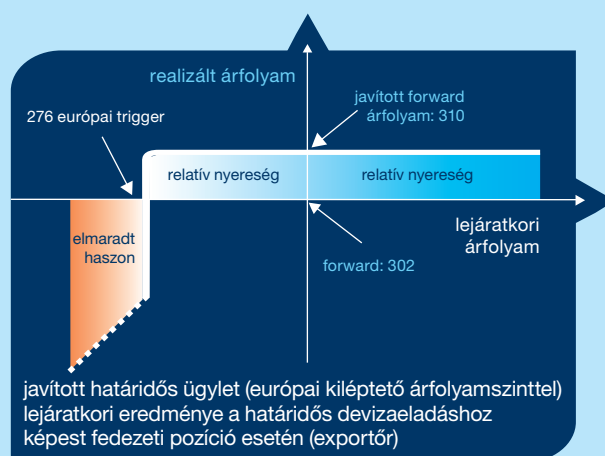 realizált árfolyam
javított forward
árfolyam: 310
276 európai trigger
relatív nyereség
relatív nyereség
elmaradt
haszon
lejáratkori
árfolyam
forward: 302
javított határidős ügylet (európai kiléptető árfolyamszinttel)
lejáratkori eredménye a határidős devizaeladáshoz
képest fedezeti pozíció esetén (exportőr)